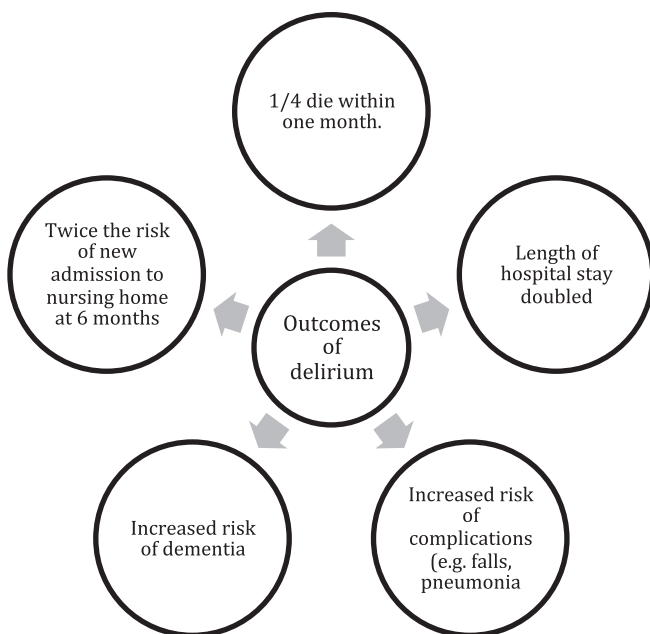 1/4 die within
one month.
Twice the risk
of new
admission to
nursing home
at 6 months
Length of
hospital stay
doubled
Outcomes
of
delirium
Increased risk
of dementia
Increased risk
of
complications
(e.g. falls,
pneumonia